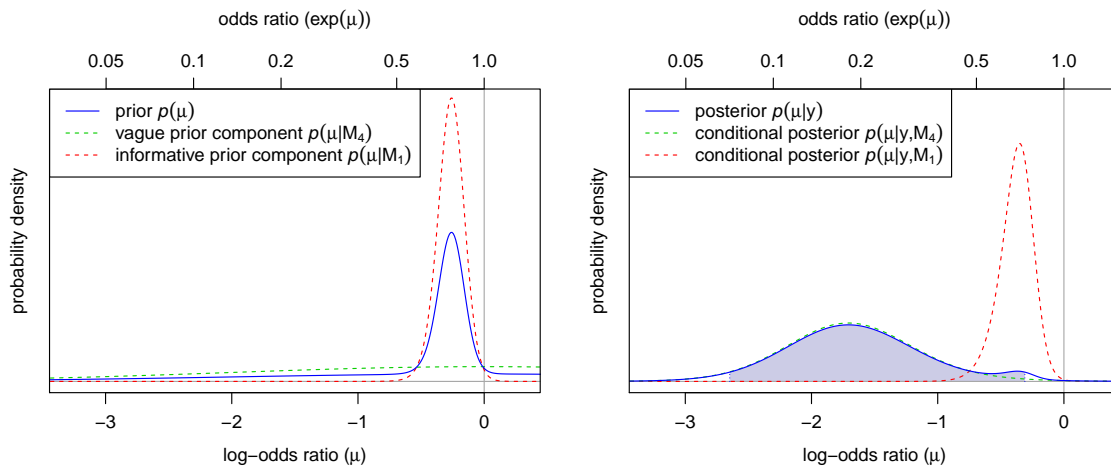 odds ratio (exp(μ))
0.05 0.1 0.2 0.5 1.0
prior p(μ)
vague prior component p(μ|M₄)
informative prior component p(μ|M₁)
probability density
−3 −2 −1 0
log−odds ratio (μ)
odds ratio (exp(μ))
0.05 0.1 0.2 0.5 1.0
posterior p(μ|y)
conditional posterior p(μ|y,M₄)
conditional posterior p(μ|y,M₁)
probability density
−3 −2 −1 0
log−odds ratio (μ)